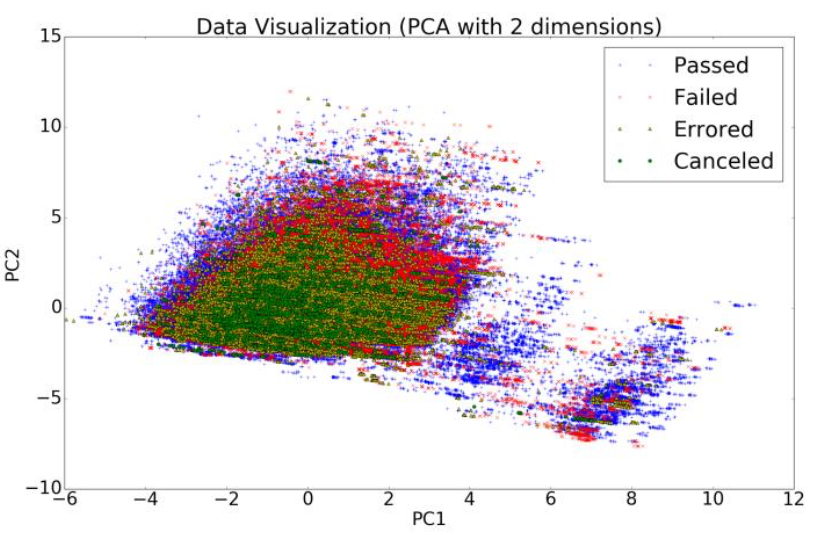 Data Visualization (PCA with 2 dimensions)
15
10
5
0
−5
−10
PC2
−6 −4 −2 0 2 4 6 8 10 12
PC1
Passed
Failed
Errored
Canceled